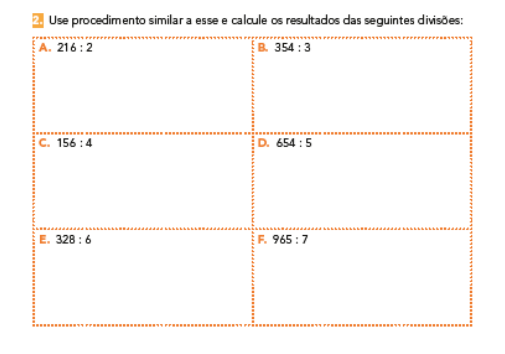 2. Use procedimento similar a esse e calcule os resultados das seguintes divisões:
A. 216 : 2
B. 354 : 3
C. 156 : 4
D. 654 : 5
E. 328 : 6
F. 965 : 7